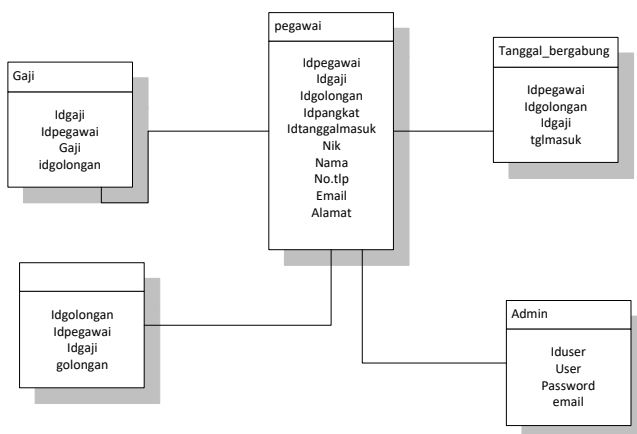 pegawai
Idpegawai
Idgaji
Idgolongan
Idpangkat
Idtanggalmasuk
Nik
Nama
No.tlp
Email
Alamat
Gaji
Idgaji
Idpegawai
Gaji
idgolongan
Tanggal_bergabung
Idpegawai
Idgolongan
Idgaji
tglmasuk
Idgolongan
Idpegawai
Idgaji
golongan
Admin
Iduser
User
Password
email